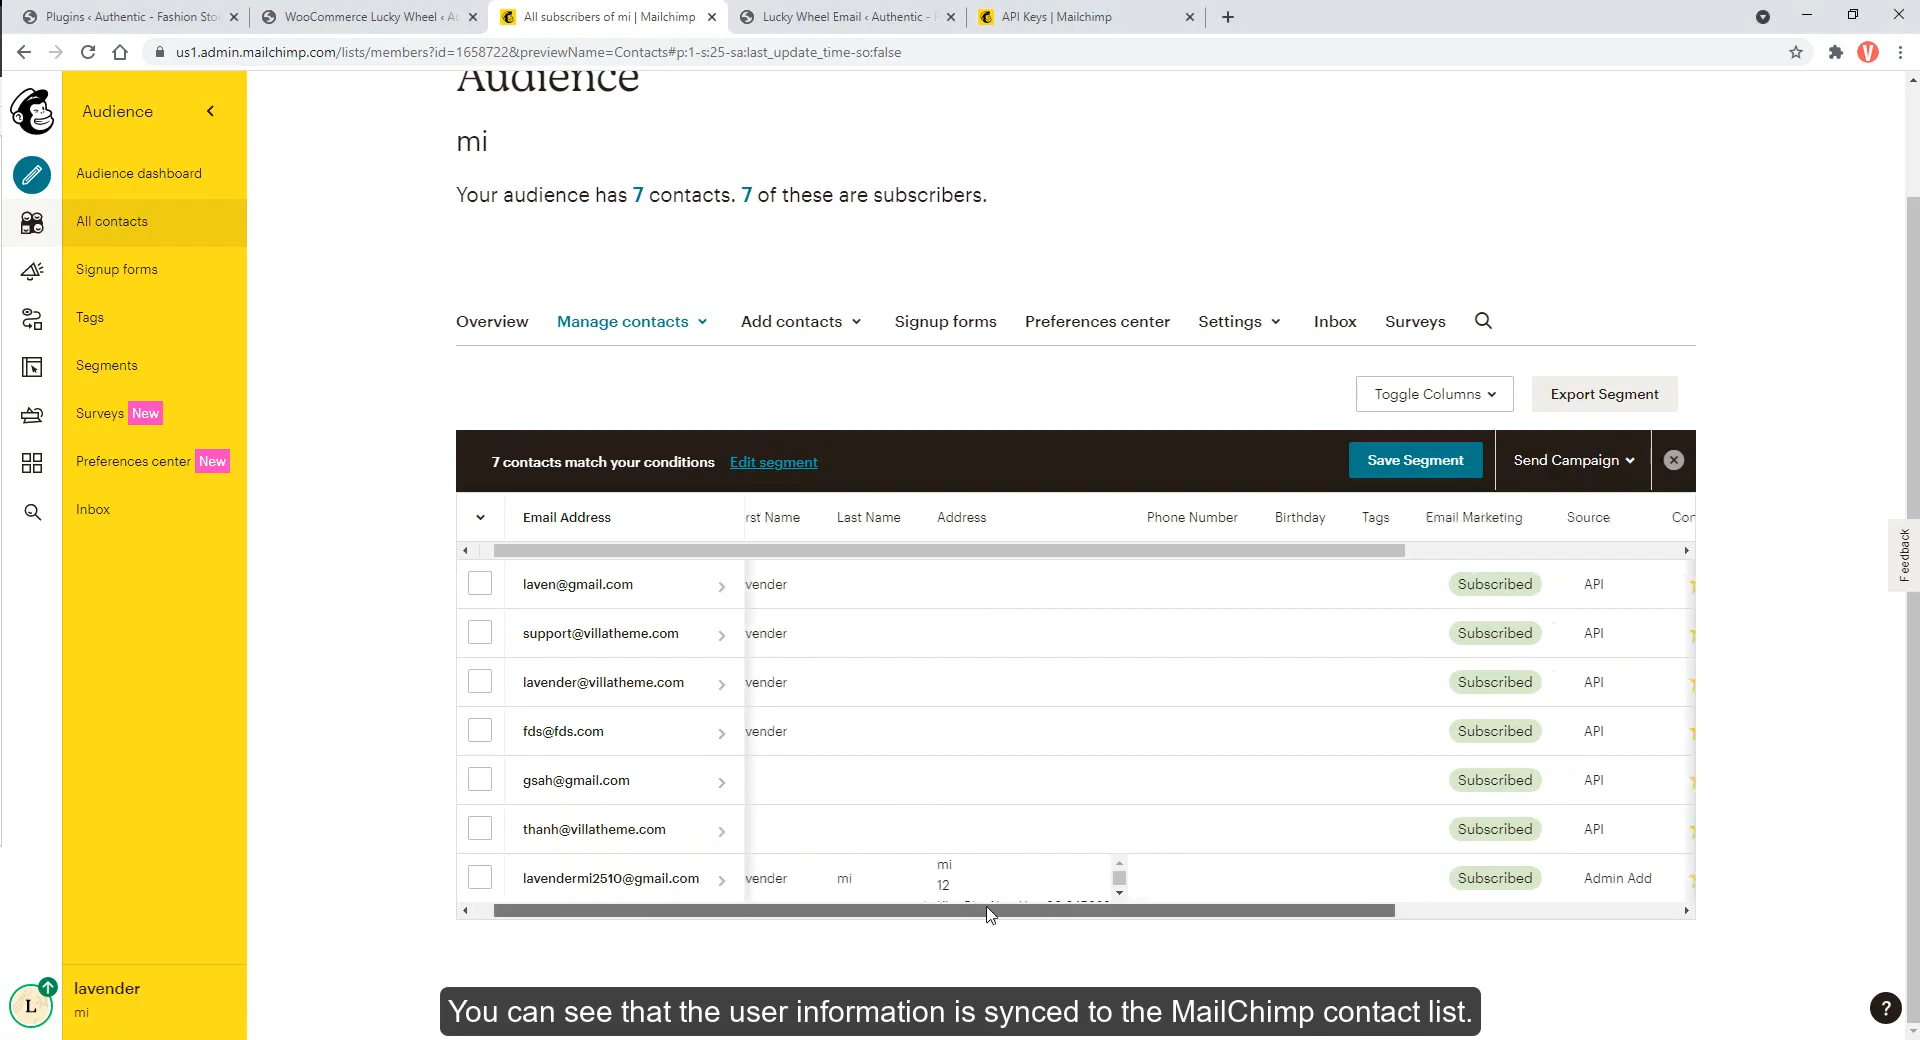 Plugins ‹ Authentic - Fashion Sto
WooCommerce Lucky Wheel ‹ Au
All subscribers of mi | Mailchimp
Lucky Wheel Email ‹ Authentic - F
API Keys | Mailchimp
us1.admin.mailchimp.com/lists/members?id=1658722&previewName=Contacts#p:1-s:25-sa:last_update_time-so:false
V
Audience
Audience dashboard
All contacts
Signup forms
Tags
Segments
Surveys New
Preferences center New
Inbox
L
lavender
mi
Audience
mi
Your audience has 7 contacts. 7 of these are subscribers.
Overview Manage contacts Add contacts Signup forms Preferences center Settings Inbox Surveys
Toggle Columns Export Segment
7 contacts match your conditions Edit segment Save Segment Send Campaign
Email Address rst Name Last Name Address Phone Number Birthday Tags Email Marketing Source Con
laven@gmail.com vender Subscribed API
support@villatheme.com vender Subscribed API
lavender@villatheme.com vender Subscribed API
fds@fds.com vender Subscribed API
gsah@gmail.com Subscribed API
thanh@villatheme.com Subscribed API
mi
lavendermi2510@gmail.com vender mi 12 Subscribed Admin Add
Feedback
?
You can see that the user information is synced to the MailChimp contact list.